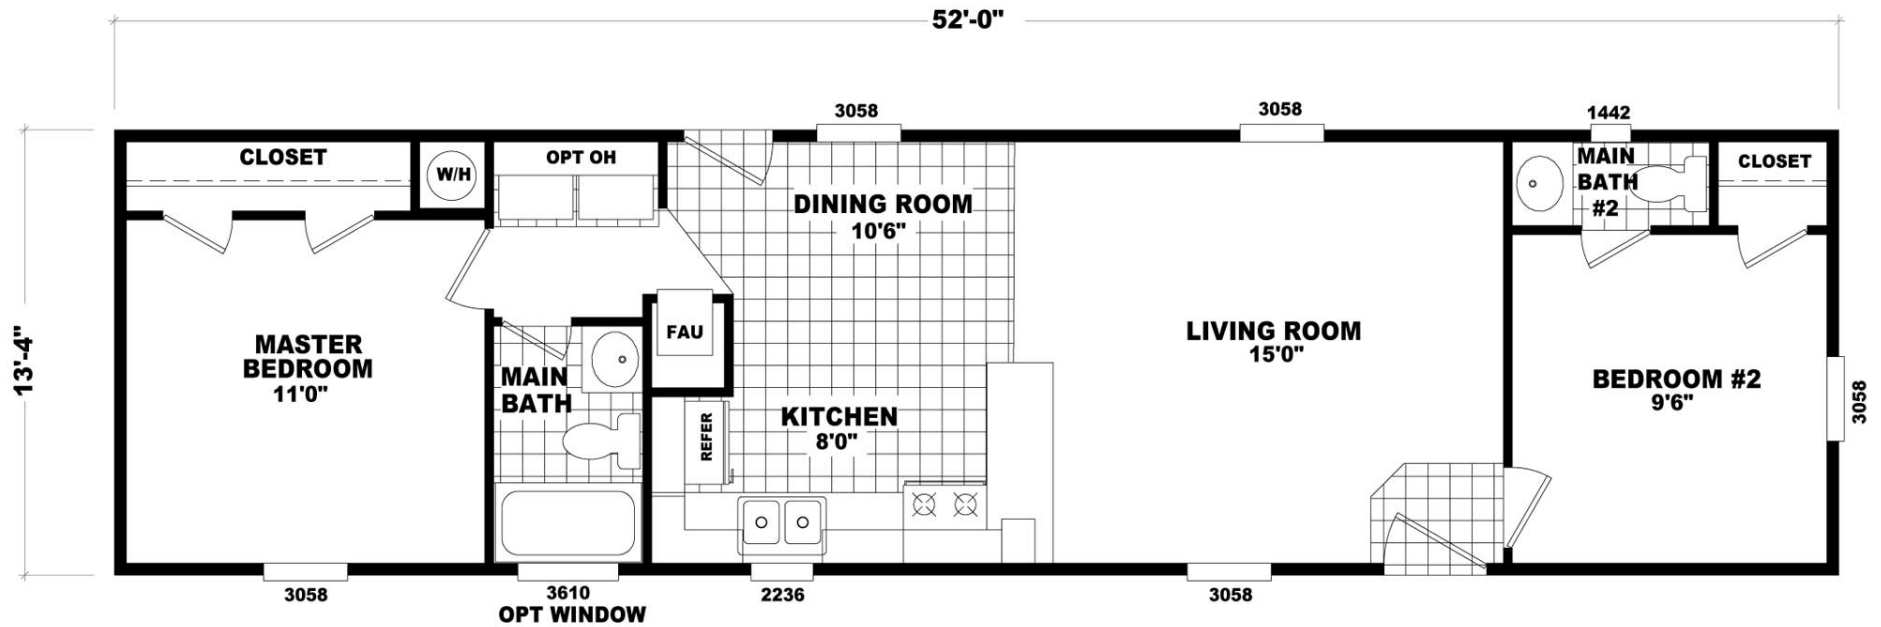 52'-0"
3058
3058
1442
CLOSET
W/H
OPT OH
MAIN
BATH
#2
CLOSET
DINING ROOM
10'6"
13'-4"
MASTER
BEDROOM
11'0"
FAU
LIVING ROOM
15'0"
MAIN
BATH
BEDROOM #2
9'6"
3058
KITCHEN
8'0"
REFER
3058
3610
OPT WINDOW
2236
3058